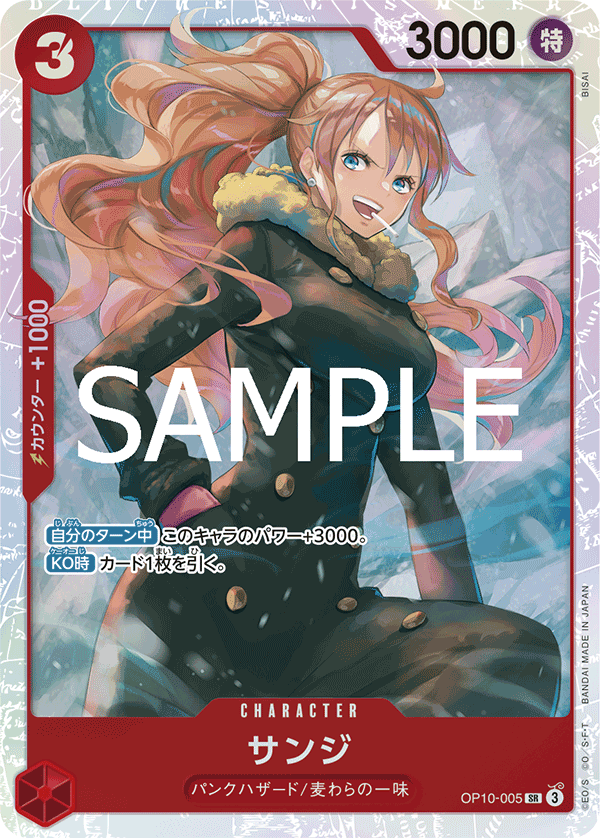 3
3000
特
BISAI
カウンター +1000
SAMPLE
自分のターン中 このキャラのパワー+3000。
KO時 カード1枚を引く。
CHARACTER
サンジ
パンクハザード/麦わらの一味
OP10-005 SR 3
©E.O/S ©O/S・F・T BANDAI MADE IN JAPAN